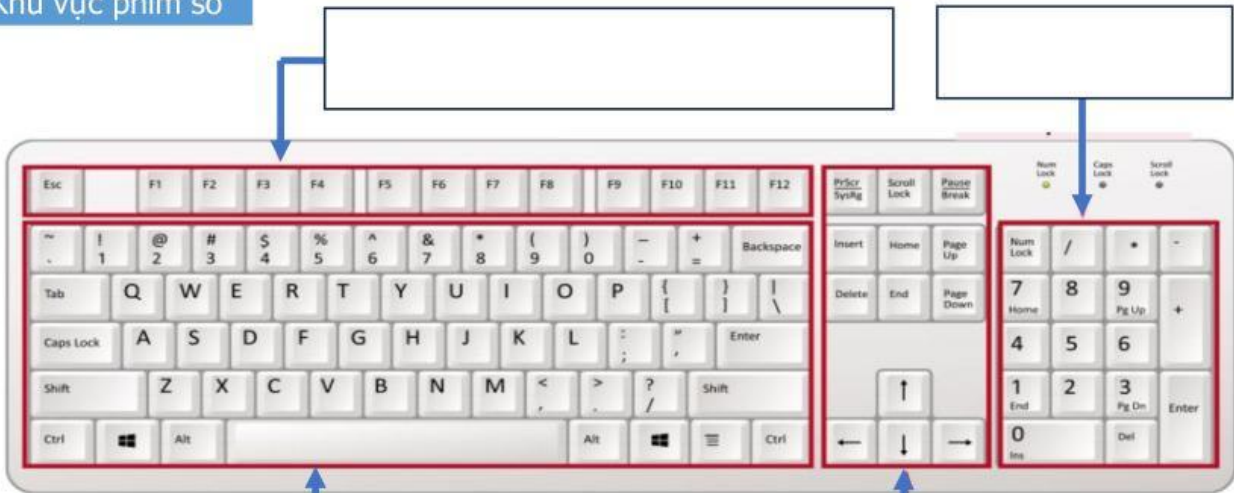 Khu vực phím số
Num Lock Caps Lock Scroll Lock
Esc F1 F2 F3 F4 F5 F6 F7 F8 F9 F10 F11 F12 PrScr SysRg Scroll Lock Pause Break
~ ! @ # $ % ^ & * ( ) – +
. 1 2 3 4 5 6 7 8 9 0 - = Backspace Insert Home Page Up Num Lock / * -
Tab Q W E R T Y U I O P { [ } ] | \ Delete End Page Down 7 Home 8 9 Pg Up +
Caps Lock A S D F G H J K L : ; " ' Enter 4 5 6
Shift Z X C V B N M < , > . ? / Shift ↑ 1 End 2 3 Pg Dn Enter
Ctrl Alt Alt Ctrl ← ↓ → 0 Ins Del